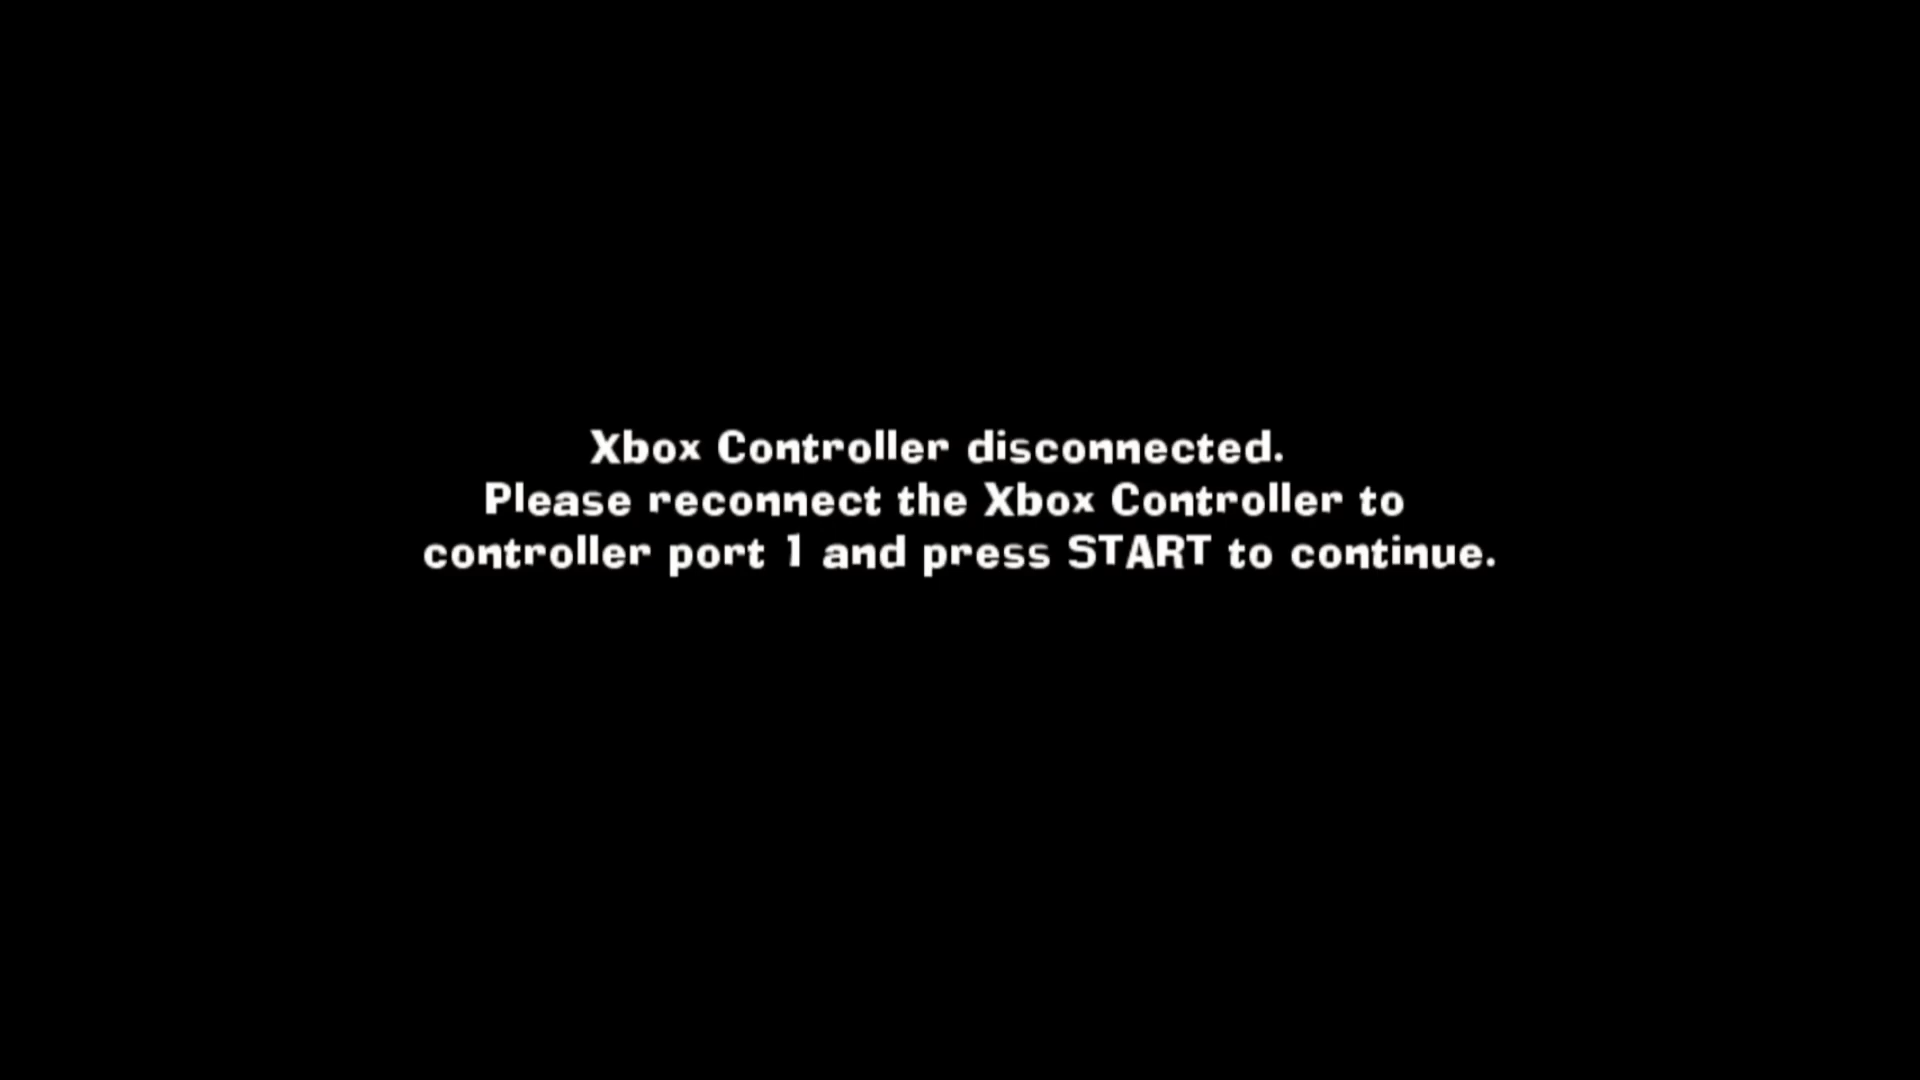 Xbox Controller disconnected.
Please reconnect the Xbox Controller to
controller port 1 and press START to continue.